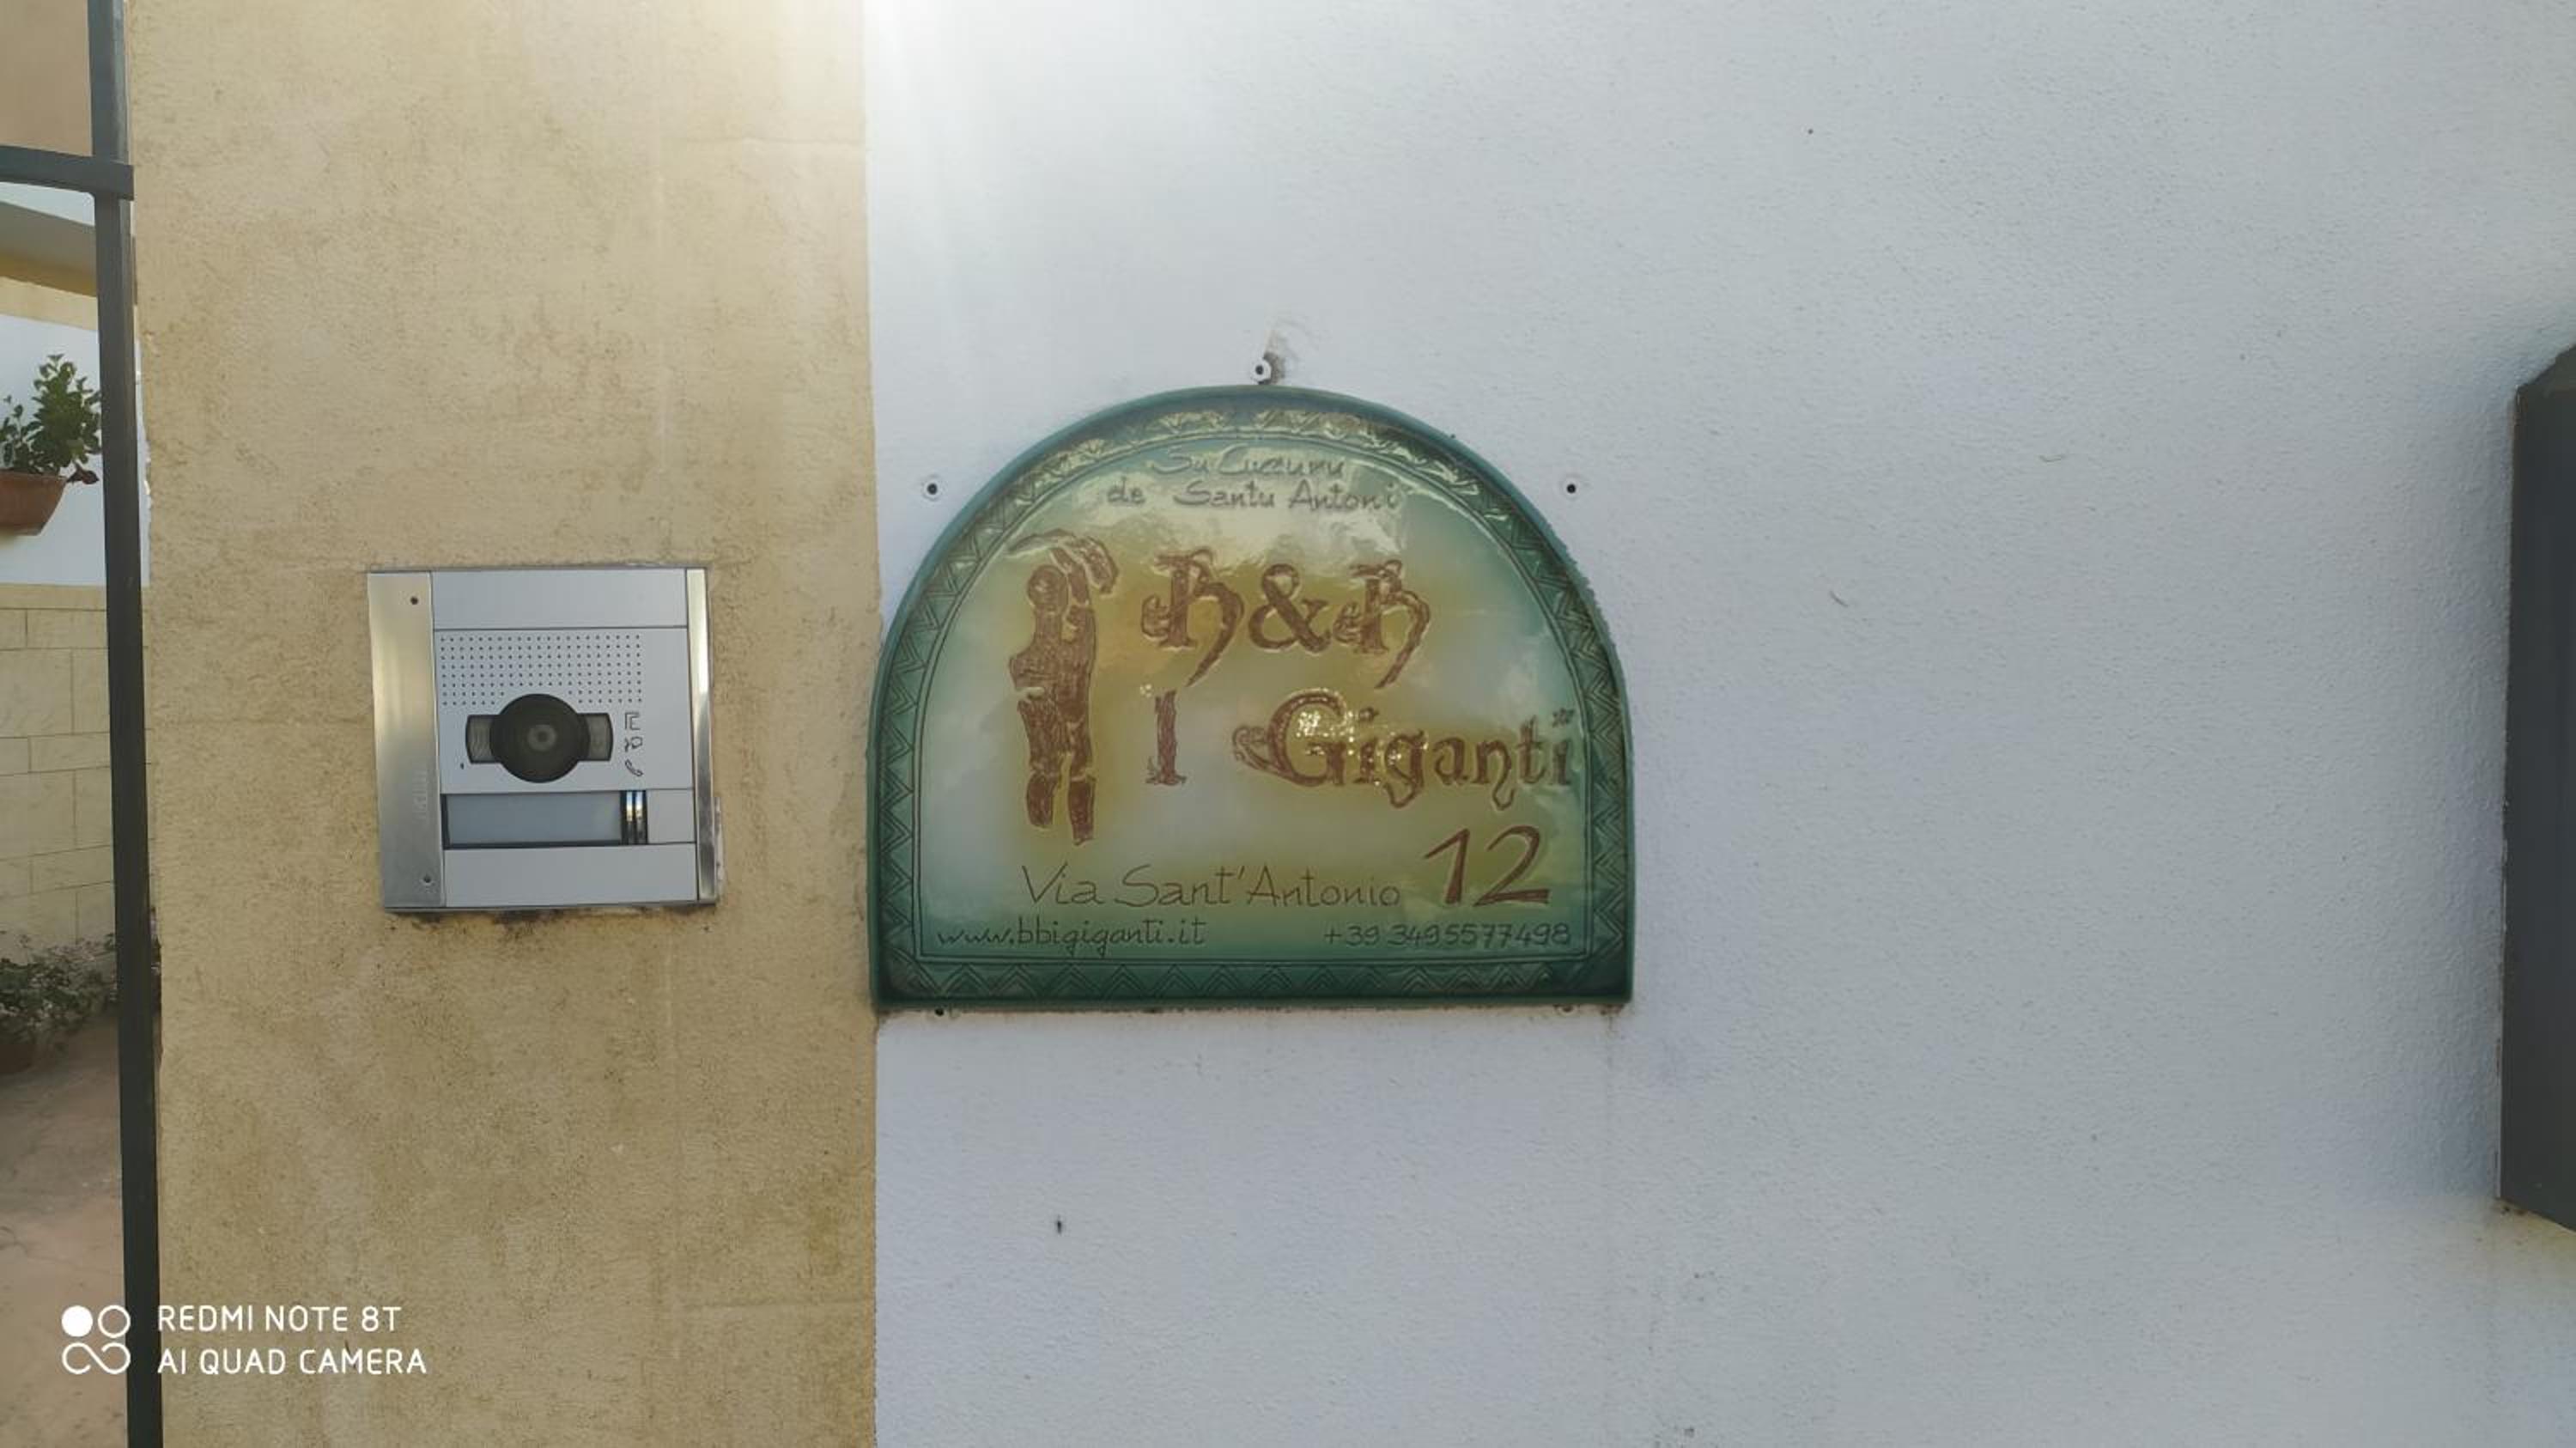 Su Cuccuru
de Santu Antoni
B&B
I Giganti
12
Via Sant'Antonio
www.bbigiganti.it +39 3495577498
REDMI NOTE 8T
AI QUAD CAMERA